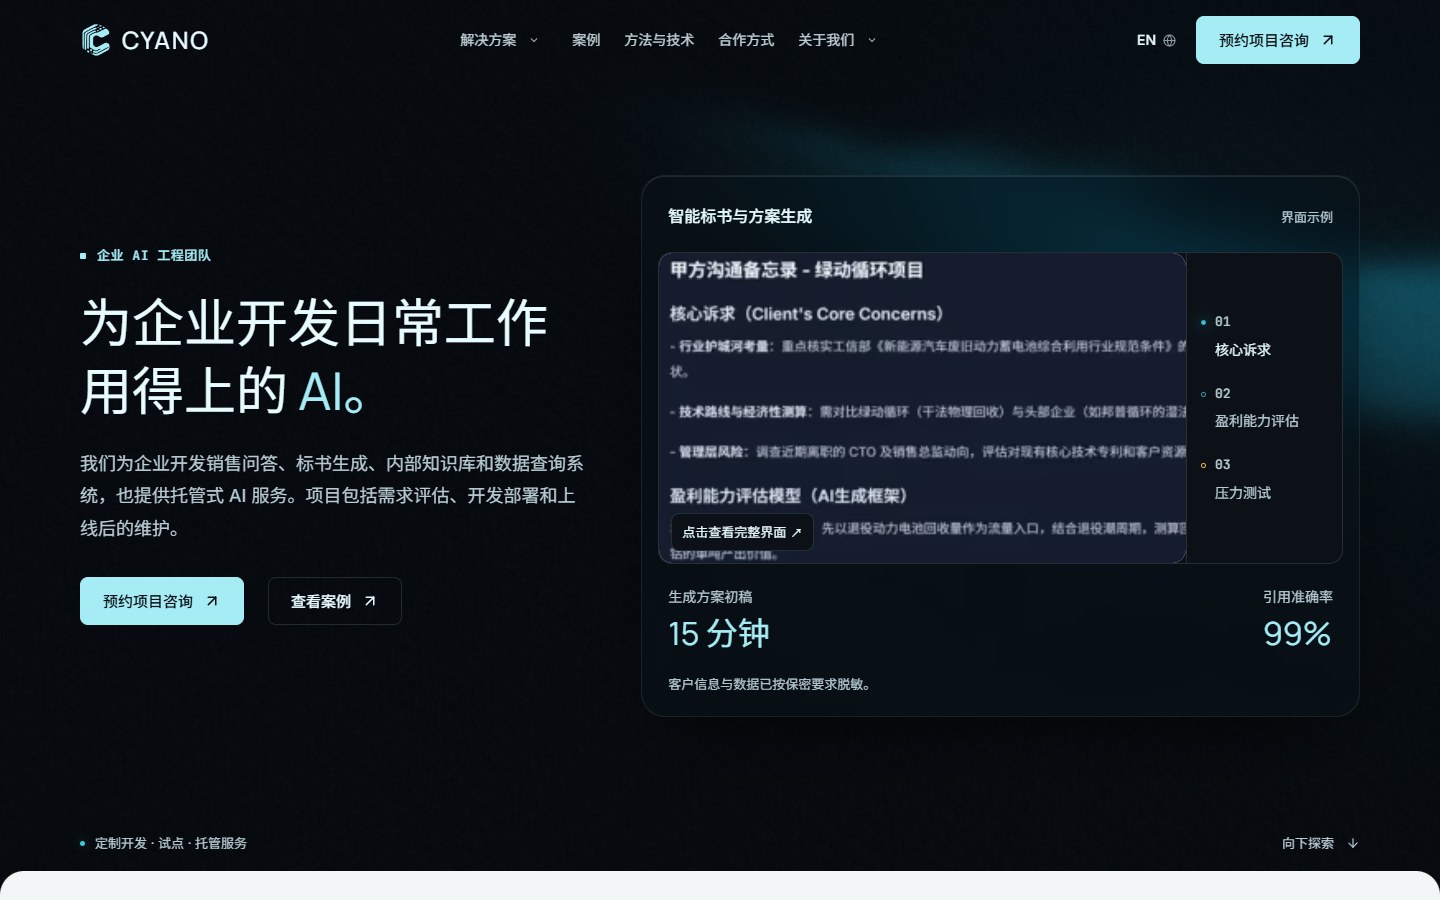 CYANO
解决方案
案例
方法与技术
合作方式
关于我们
EN
预约项目咨询
企业 AI 工程团队
为企业开发日常工作
用得上的 AI。
我们为企业开发销售问答、标书生成、内部知识库和数据查询系
统，也提供托管式 AI 服务。项目包括需求评估、开发部署和上
线后的维护。
预约项目咨询
查看案例
智能标书与方案生成
界面示例
甲方沟通备忘录 - 绿动循环项目
核心诉求（Client's Core Concerns）
- 行业护城河考量：重点核实工信部《新能源汽车废旧动力蓄电池综合利用行业规范条件》的
状。
- 技术路线与经济性测算：需对比绿动循环（干法物理回收）与头部企业（如邦普循环的湿法
- 管理层风险：调查近期离职的 CTO 及销售总监动向，评估对现有核心技术专利和客户资源
盈利能力评估模型（AI生成框架）
先以退役动力电池回收量作为流量入口，结合退役潮周期，测算
点击查看完整界面 ↗
01
核心诉求
02
盈利能力评估
03
压力测试
生成方案初稿
15 分钟
引用准确率
99%
客户信息与数据已按保密要求脱敏。
定制开发 · 试点 · 托管服务
向下探索 ↓